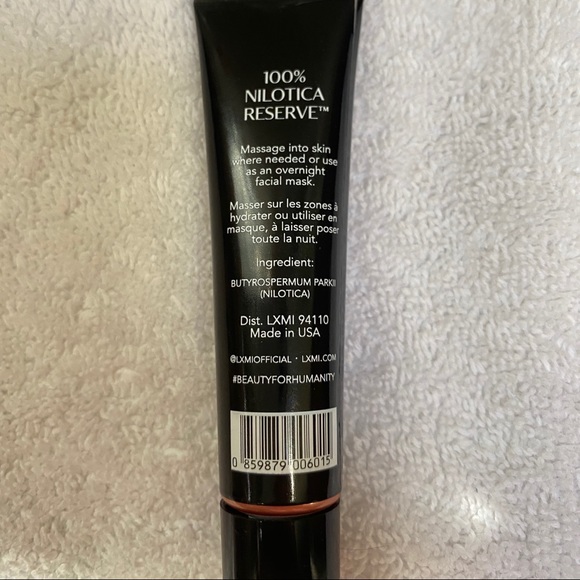 100%
NILOTICA
RESERVE™
Massage into skin
where needed or use
as an overnight
facial mask.
Masser sur les zones à
hydrater ou utiliser en
masque, à laisser poser
toute la nuit.
Ingredient:
BUTYROSPERMUM PARKII
(NILOTICA)
Dist. LXMI 94110
Made in USA
@LXMIOFFICIAL · LXMI.COM
#BEAUTYFORHUMANITY
0 859879 006015